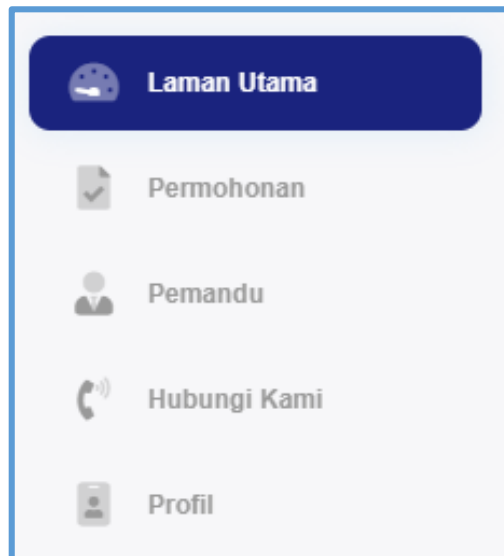 Laman Utama
Permohonan
Pemandu
Hubungi Kami
Profil